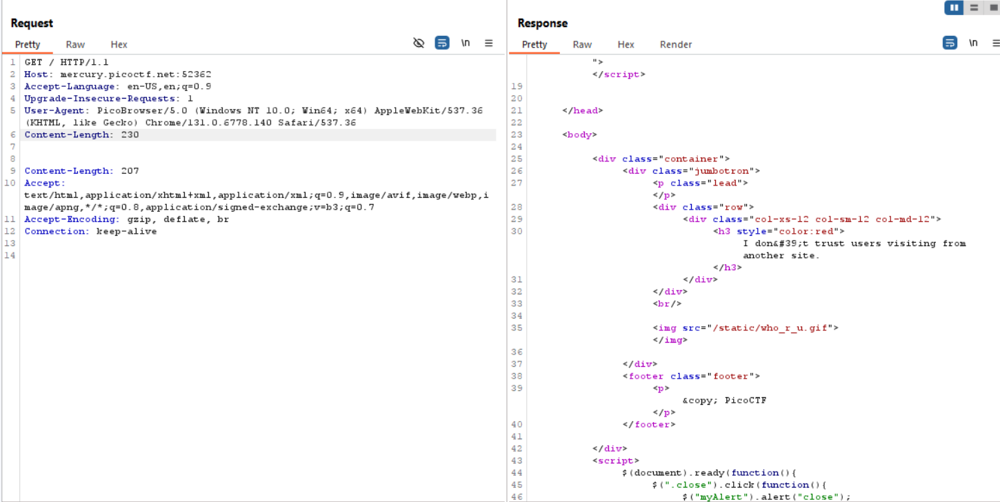 Request
Pretty Raw Hex \n
1 GET / HTTP/1.1
2 Host: mercury.picoctf.net:52362
3 Accept-Language: en-US,en;q=0.9
4 Upgrade-Insecure-Requests: 1
5 User-Agent: PicoBrowser/5.0 (Windows NT 10.0; Win64; x64) AppleWebKit/537.36
(KHTML, like Gecko) Chrome/131.0.6778.140 Safari/537.36
6 Content-Length: 230
7
8
9 Content-Length: 207
10 Accept:
text/html,application/xhtml+xml,application/xml;q=0.9,image/avif,image/webp,i
mage/apng,*/*;q=0.8,application/signed-exchange;v=b3;q=0.7
11 Accept-Encoding: gzip, deflate, br
12 Connection: keep-alive
13
14
Response
Pretty Raw Hex Render \n
">
</script>
19
20
21 </head>
22
23 <body>
24
25 <div class="container">
26 <div class="jumbotron">
27 <p class="lead">
</p>
28 <div class="row">
29 <div class="col-xs-12 col-sm-12 col-md-12">
30 <h3 style="color:red">
I don&#39;t trust users visiting from
another site.
</h3>
31 </div>
32 </div>
33 <br/>
34
35 <img src="/static/who_r_u.gif">
</img>
36
37 </div>
38 <footer class="footer">
39 <p>
&copy; PicoCTF
</p>
40 </footer>
41
42 </div>
43 <script>
44 $(document).ready(function(){
45 $(".close").click(function(){
46 $("myAlert").alert("close");